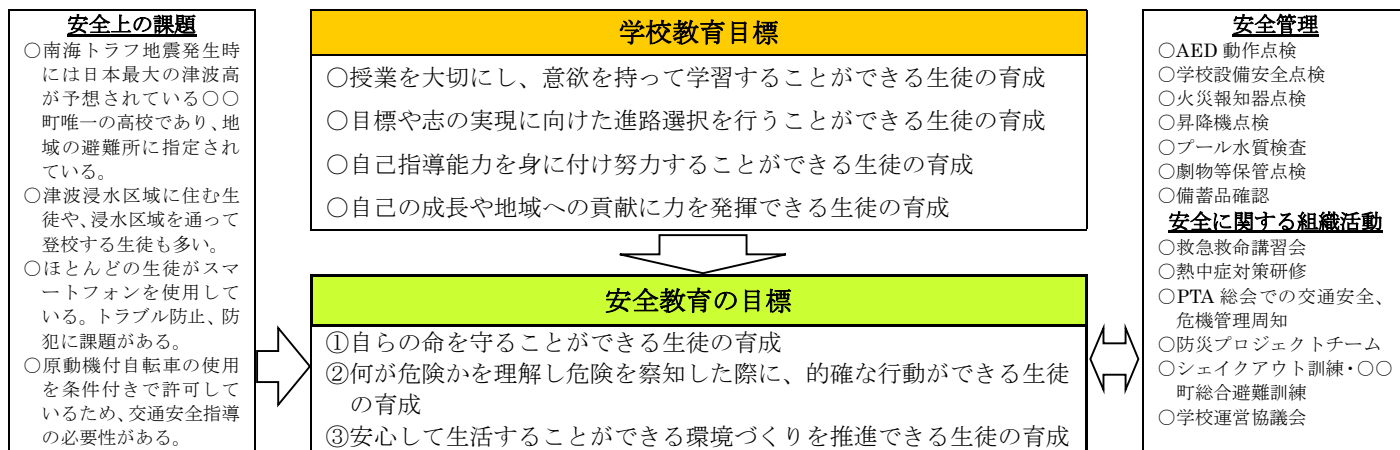 安全上の課題
○南海トラフ地震発生時
には日本最大の津波高
が予想されている○○
町唯一の高校であり、地
域の避難所に指定され
ている。
○津波浸水区域に住む生
徒や、浸水区域を通って
登校する生徒も多い。
○ほとんどの生徒がスマ
ートフォンを使用して
いる。トラブル防止、防
犯に課題がある。
○原動機付自転車の使用
を条件付きで許可して
いるため、交通安全指導
の必要性がある。
学校教育目標
○授業を大切にし、意欲を持って学習することができる生徒の育成
○目標や志の実現に向けた進路選択を行うことができる生徒の育成
○自己指導能力を身に付け努力することができる生徒の育成
○自己の成長や地域への貢献に力を発揮できる生徒の育成
安全教育の目標
①自らの命を守ることができる生徒の育成
②何が危険かを理解し危険を察知した際に、的確な行動ができる生徒
の育成
③安心して生活することができる環境づくりを推進できる生徒の育成
安全管理
○AED 動作点検
○学校設備安全点検
○火災報知器点検
○昇降機点検
○プール水質検査
○劇物等保管点検
○備蓄品確認
安全に関する組織活動
○救急救命講習会
○熱中症対策研修
○PTA 総会での交通安全、
危機管理周知
○防災プロジェクトチーム
○シェイクアウト訓練・○○
町総合避難訓練
○学校運営協議会